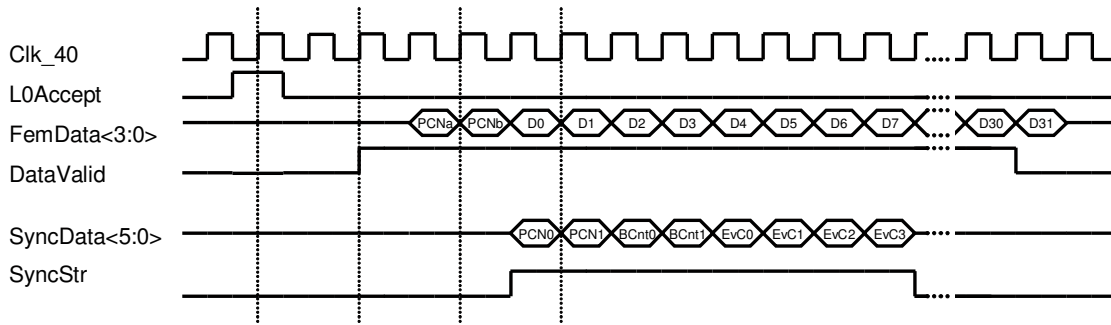 Clk_40
L0Accept
FemData<3:0> PCNa PCNb D0 D1 D2 D3 D4 D5 D6 D7 D30 D31
DataValid
SyncData<5:0> PCN0 PCN1 BCnt0 BCnt1 EvC0 EvC1 EvC2 EvC3
SyncStr